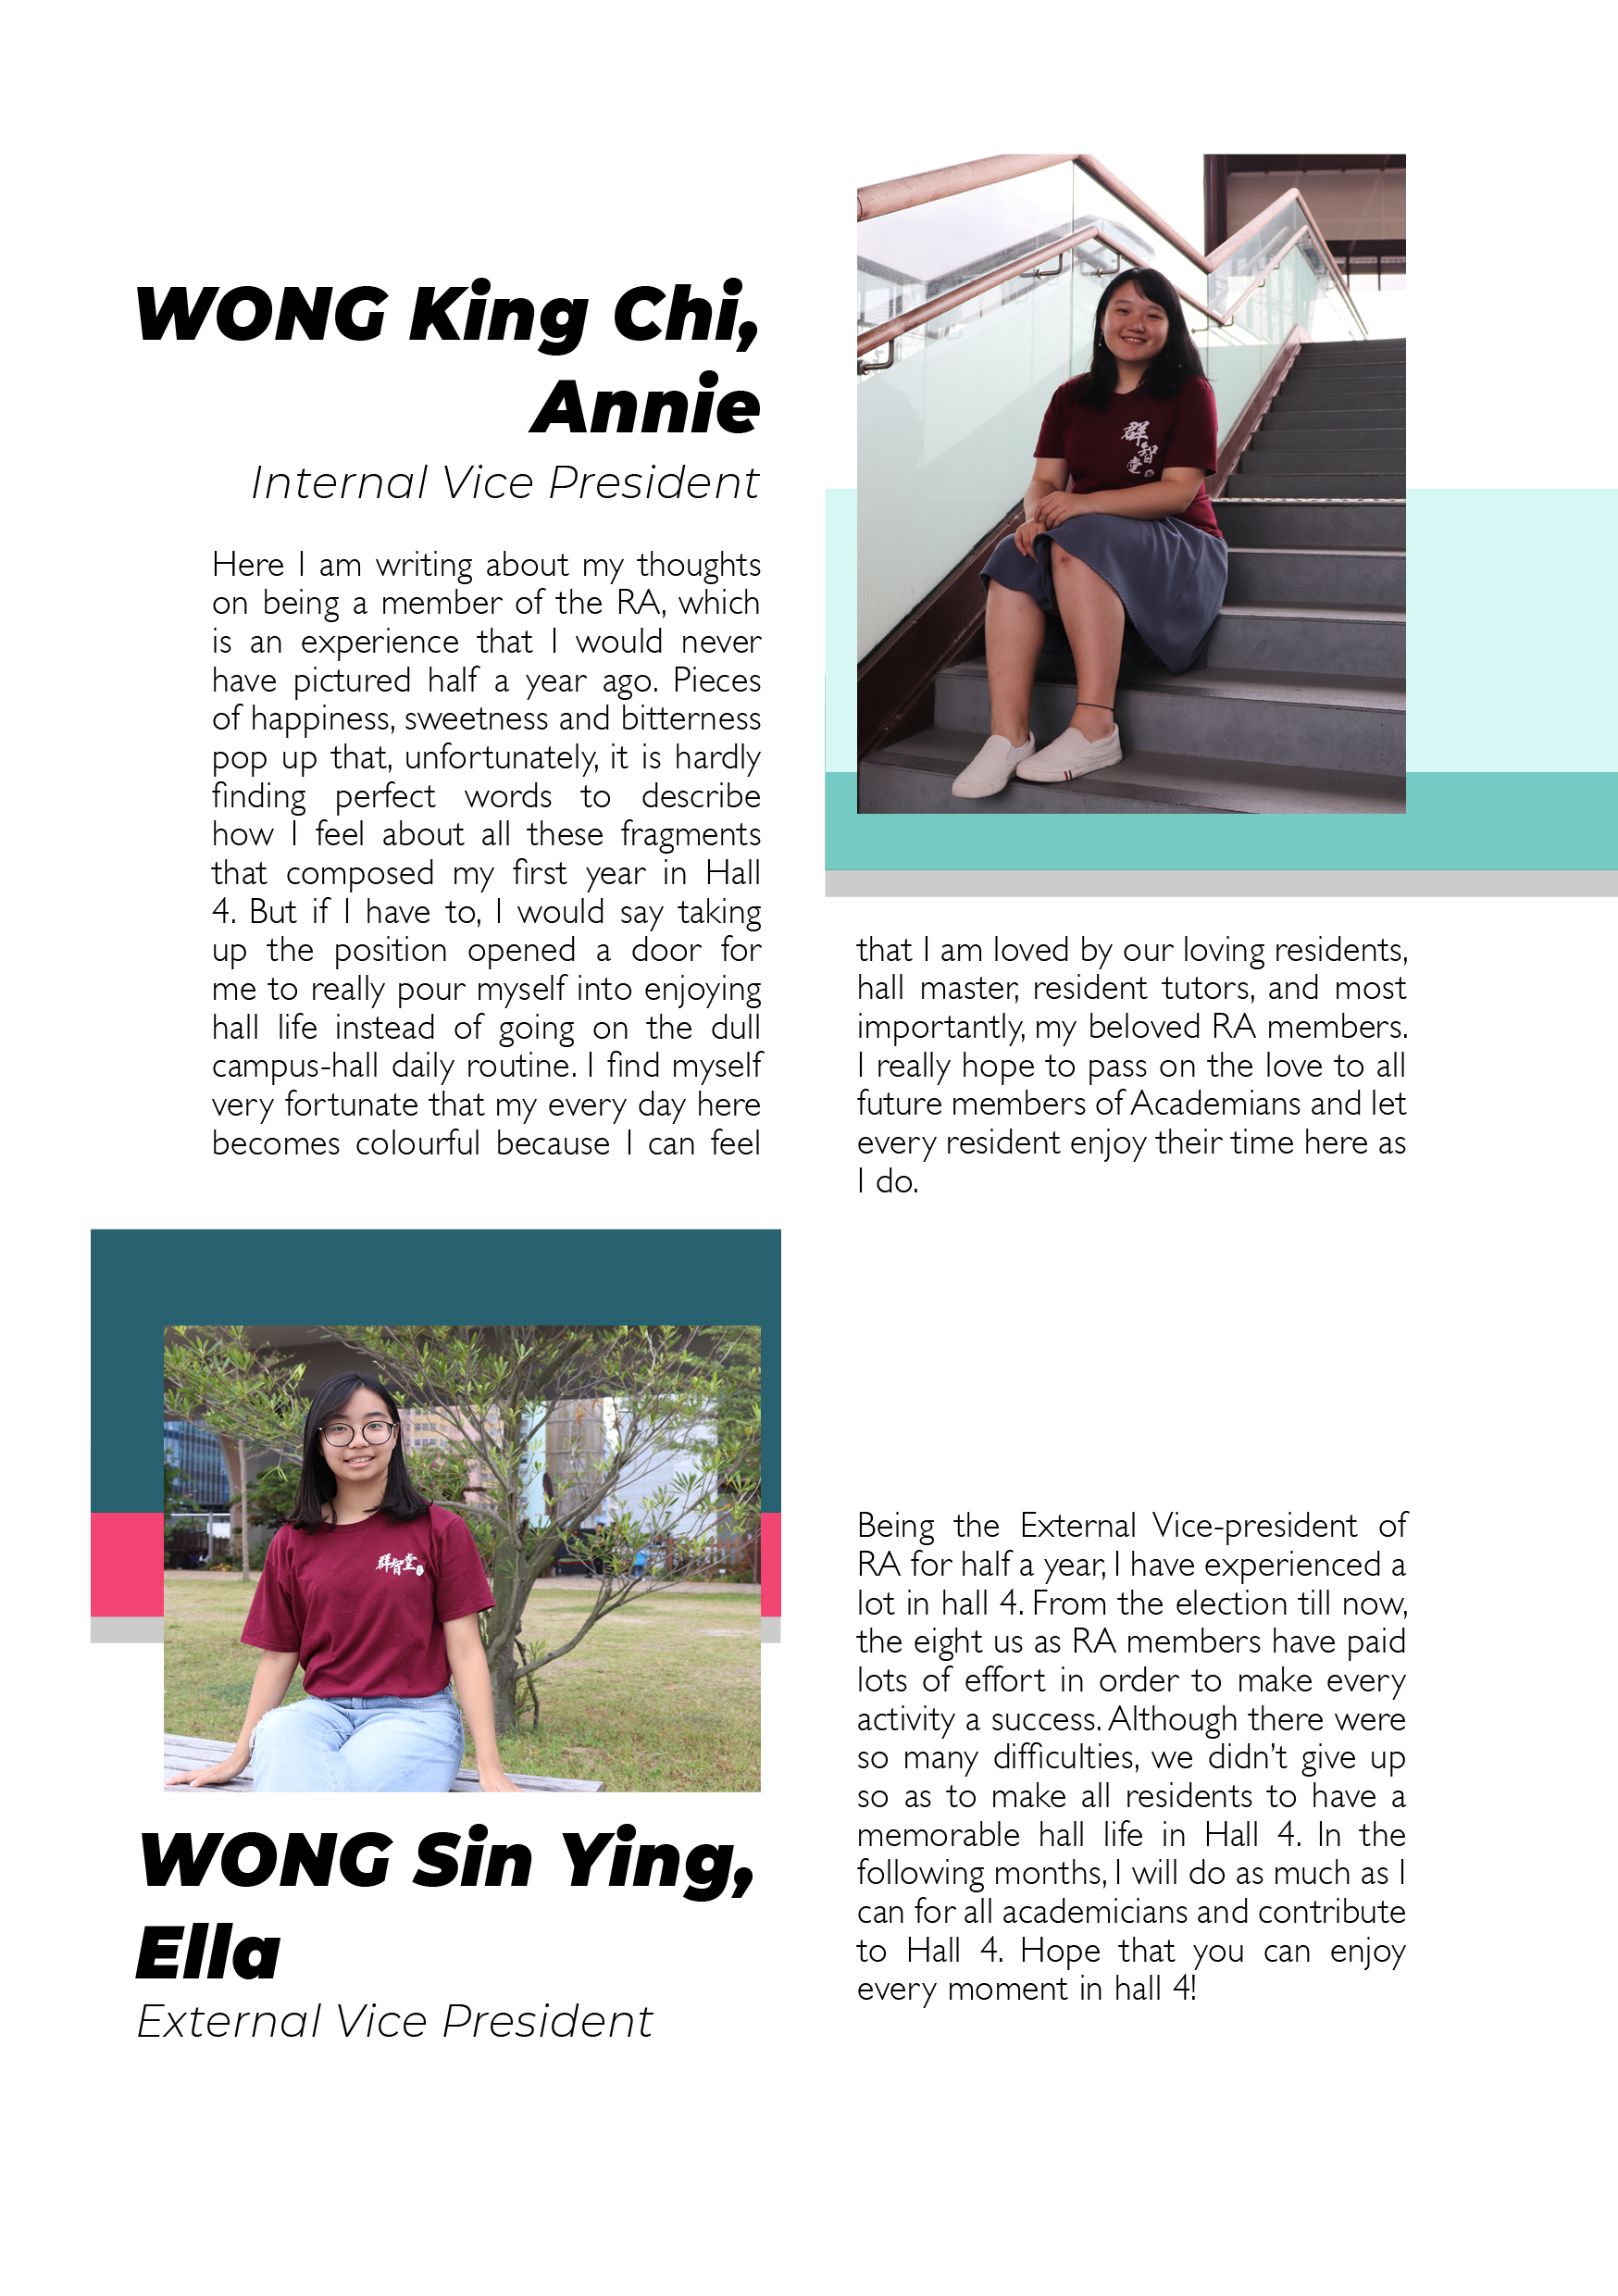 WONG King Chi,
Annie
Internal Vice President
Here I am writing about my thoughts
on being a member of the RA, which
is an experience that I would never
have pictured half a year ago. Pieces
of happiness, sweetness and bitterness
pop up that, unfortunately, it is hardly
finding perfect words to describe
how I feel about all these fragments
that composed my first year in Hall
4. But if I have to, I would say taking
up the position opened a door for
me to really pour myself into enjoying
hall life instead of going on the dull
campus-hall daily routine. I find myself
very fortunate that my every day here
becomes colourful because I can feel
群
智
堂
that I am loved by our loving residents,
hall master, resident tutors, and most
importantly, my beloved RA members.
I really hope to pass on the love to all
future members of Academians and let
every resident enjoy their time here as
I do.
群智堂
WONG Sin Ying,
Ella
External Vice President
Being the External Vice-president of
RA for half a year, I have experienced a
lot in hall 4. From the election till now,
the eight us as RA members have paid
lots of effort in order to make every
activity a success. Although there were
so many difficulties, we didn’t give up
so as to make all residents to have a
memorable hall life in Hall 4. In the
following months, I will do as much as I
can for all academicians and contribute
to Hall 4. Hope that you can enjoy
every moment in hall 4!